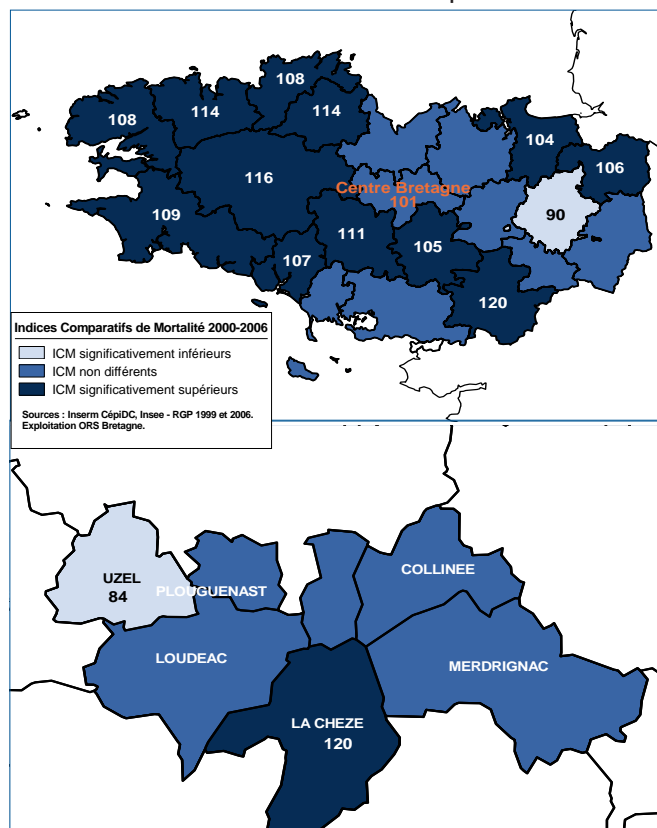 108
108
114
114
104
106
116
Centre Bretagne
101
90
109
111
105
107
120
Indices Comparatifs de Mortalité 2000-2006
ICM significativement inférieurs
ICM non différents
ICM significativement supérieurs
Sources : Inserm CépiDC, Insee - RGP 1999 et 2006.
Exploitation ORS Bretagne.
UZEL
84
PLOUGUENAST
COLLINEE
LOUDEAC
MERDRIGNAC
LA CHEZE
120